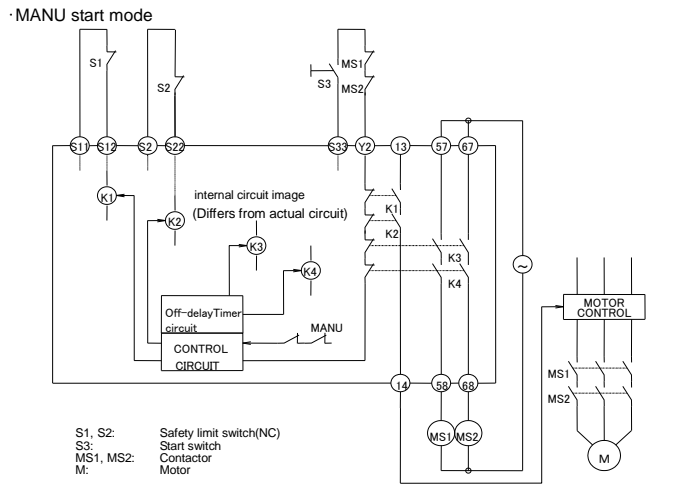 ·MANU start mode
S1
S2
S3
MS1
MS2
S11
S12
S2
S22
S33
Y2
13
57
67
K1
K2
internal circuit image
(Differs from actual circuit)
K3
K4
K1
K2
K3
K4
~
Off-delayTimer
circuit
MANU
CONTROL
CIRCUIT
MOTOR
CONTROL
14
58
68
MS1
MS2
MS1
MS2
M
S1, S2: Safety limit switch(NC)
S3: Start switch
MS1, MS2: Contactor
M: Motor